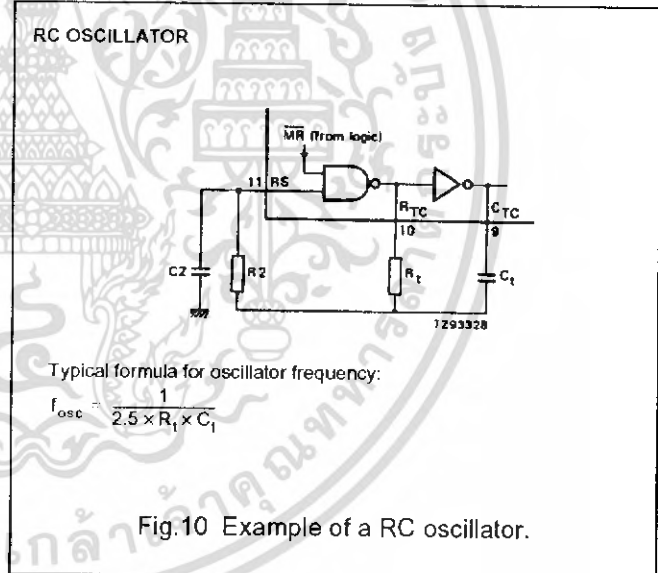 RC OSCILLATOR
MR (from logic)
11 RS
RTC
CTC
10
9
C2
R2
Rt
Ct
7Z93328
Typical formula for oscillator frequency:
fosc = 1 / 2.5 × Rt × Ct
Fig.10 Example of a RC oscillator.